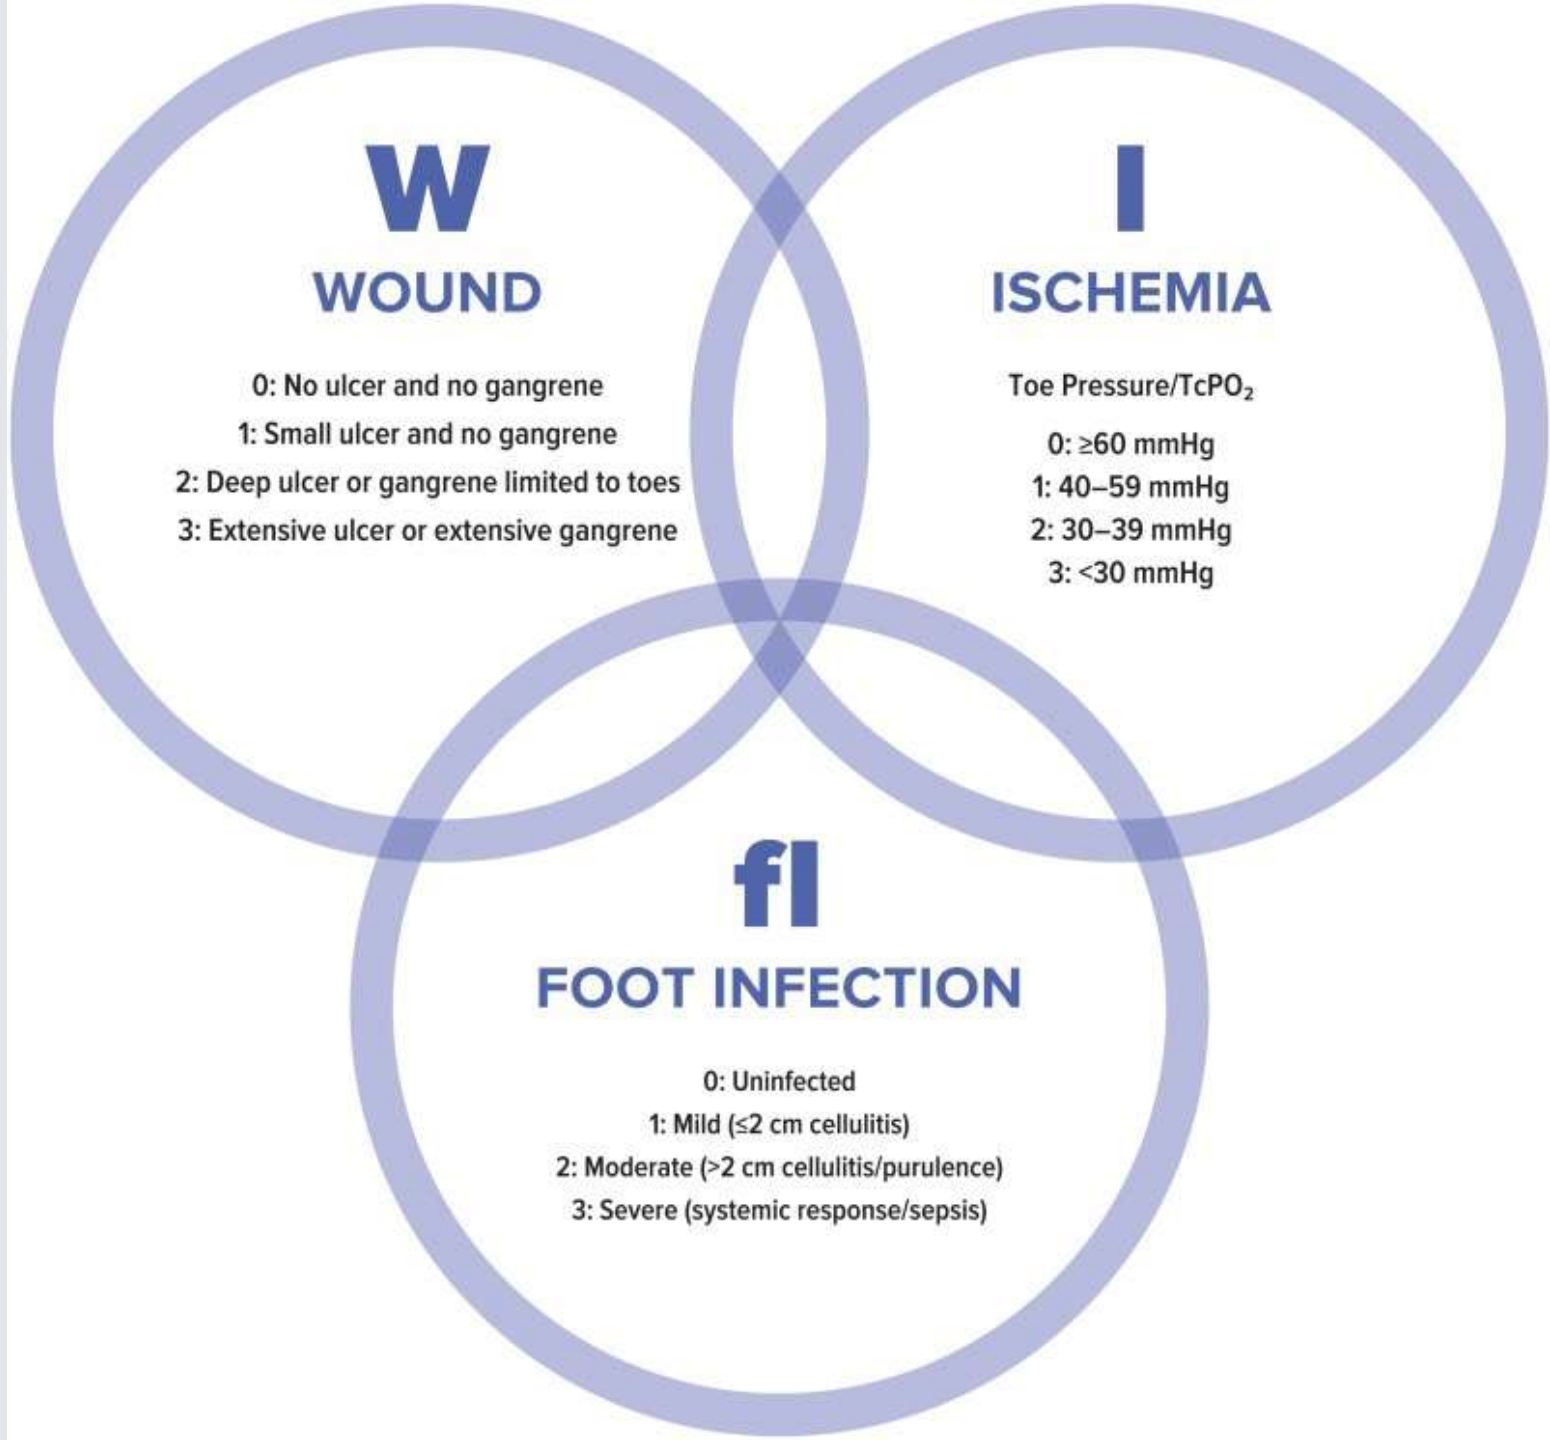 W
WOUND
0: No ulcer and no gangrene
1: Small ulcer and no gangrene
2: Deep ulcer or gangrene limited to toes
3: Extensive ulcer or extensive gangrene
I
ISCHEMIA
Toe Pressure/TcPO₂
0: ≥60 mmHg
1: 40–59 mmHg
2: 30–39 mmHg
3: <30 mmHg
fI
FOOT INFECTION
0: Uninfected
1: Mild (≤2 cm cellulitis)
2: Moderate (>2 cm cellulitis/purulence)
3: Severe (systemic response/sepsis)